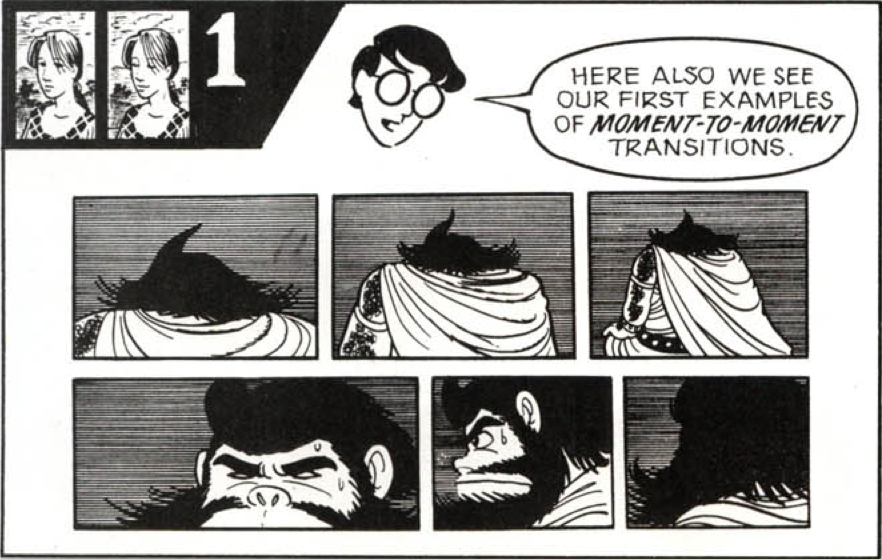 1
HERE ALSO WE SEE
OUR FIRST EXAMPLES
OF MOMENT-TO-MOMENT
TRANSITIONS.